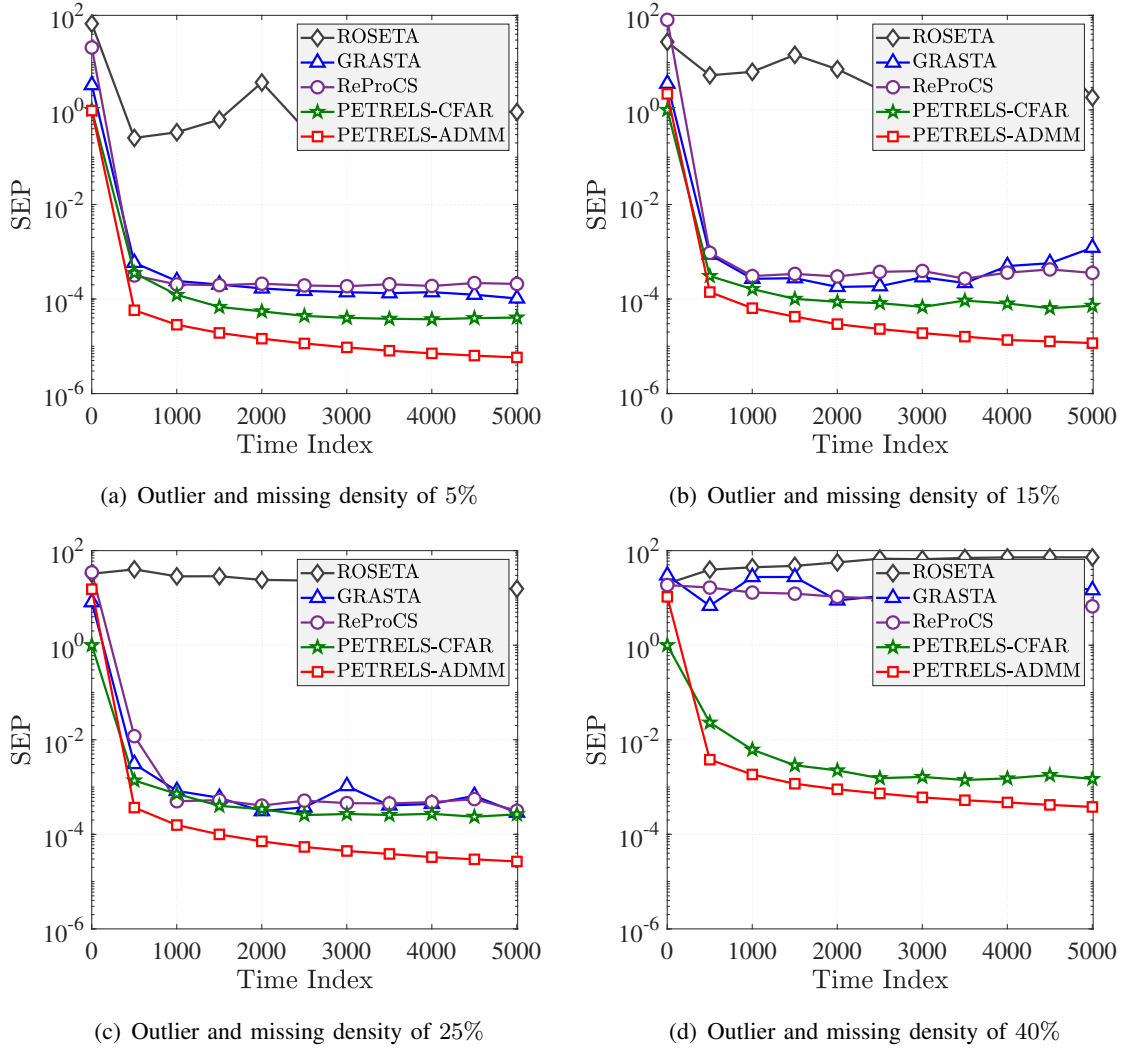 10^2
10^0
10^-2
10^-4
10^-6
SEP
ROSETA
GRASTA
ReProCS
PETRELS-CFAR
PETRELS-ADMM
0 1000 2000 3000 4000 5000
Time Index
(a) Outlier and missing density of 5%
10^2
10^0
10^-2
10^-4
10^-6
SEP
ROSETA
GRASTA
ReProCS
PETRELS-CFAR
PETRELS-ADMM
0 1000 2000 3000 4000 5000
Time Index
(b) Outlier and missing density of 15%
10^2
10^0
10^-2
10^-4
10^-6
SEP
ROSETA
GRASTA
ReProCS
PETRELS-CFAR
PETRELS-ADMM
0 1000 2000 3000 4000 5000
Time Index
(c) Outlier and missing density of 25%
10^2
10^0
10^-2
10^-4
10^-6
SEP
ROSETA
GRASTA
ReProCS
PETRELS-CFAR
PETRELS-ADMM
0 1000 2000 3000 4000 5000
Time Index
(d) Outlier and missing density of 40%